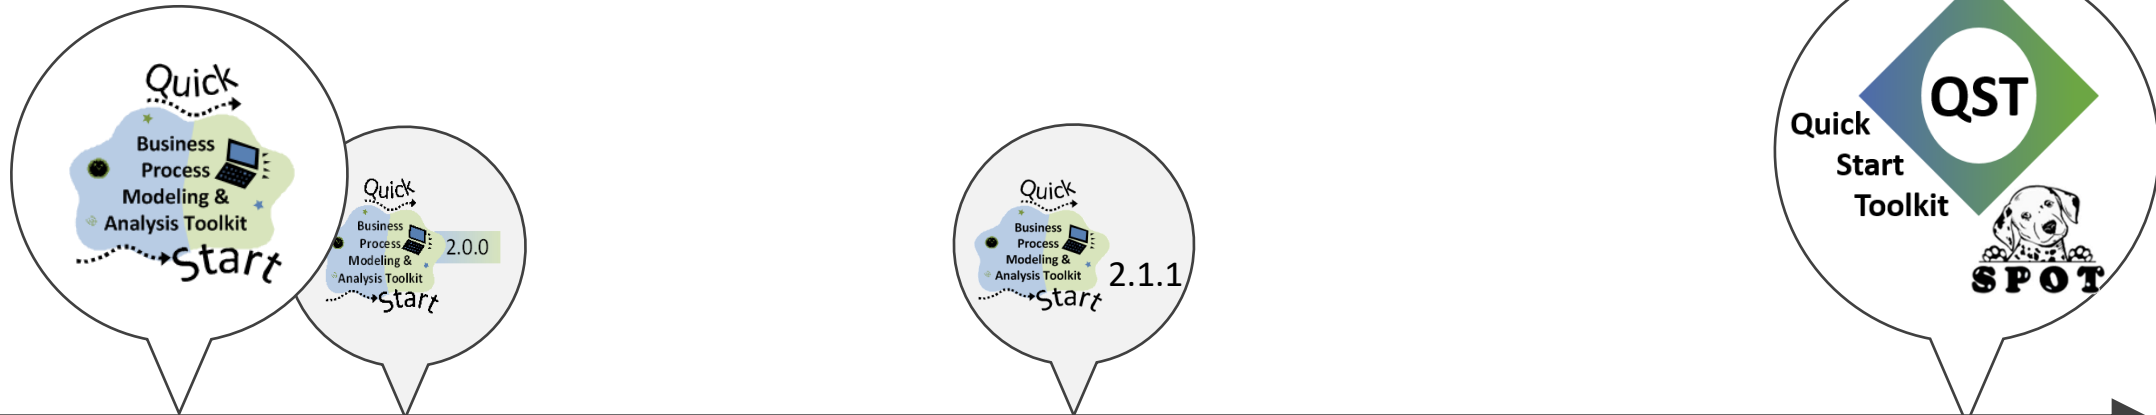 Quick
Business
Process
Modeling &
Analysis Toolkit
Start
Quick
Business
Process
Modeling &
Analysis Toolkit
Start
2.0.0
Quick
Business
Process
Modeling &
Analysis Toolkit
Start
2.1.1
QST
Quick
Start
Toolkit
SPOT